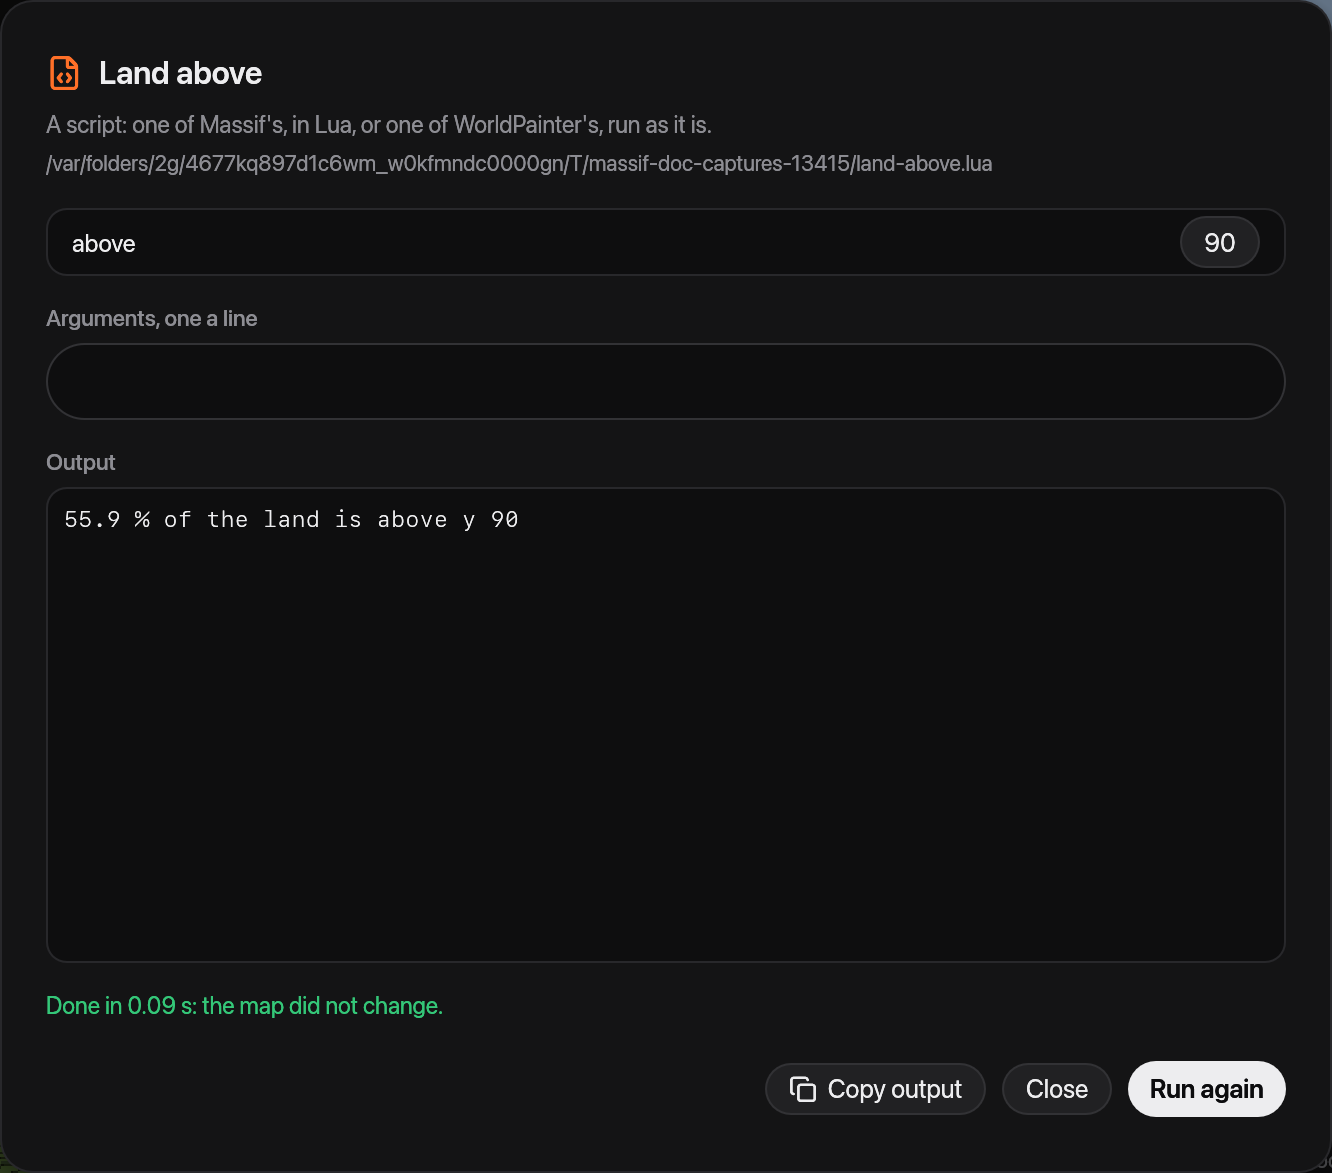 Land above
A script: one of Massif's, in Lua, or one of WorldPainter's, run as it is.
/var/folders/2g/4677kq897d1c6wm_w0kfmndc0000gn/T/massif-doc-captures-13415/land-above.lua
above
90
Arguments, one a line
Output
55.9 % of the land is above y 90
Done in 0.09 s: the map did not change.
Copy output
Close
Run again